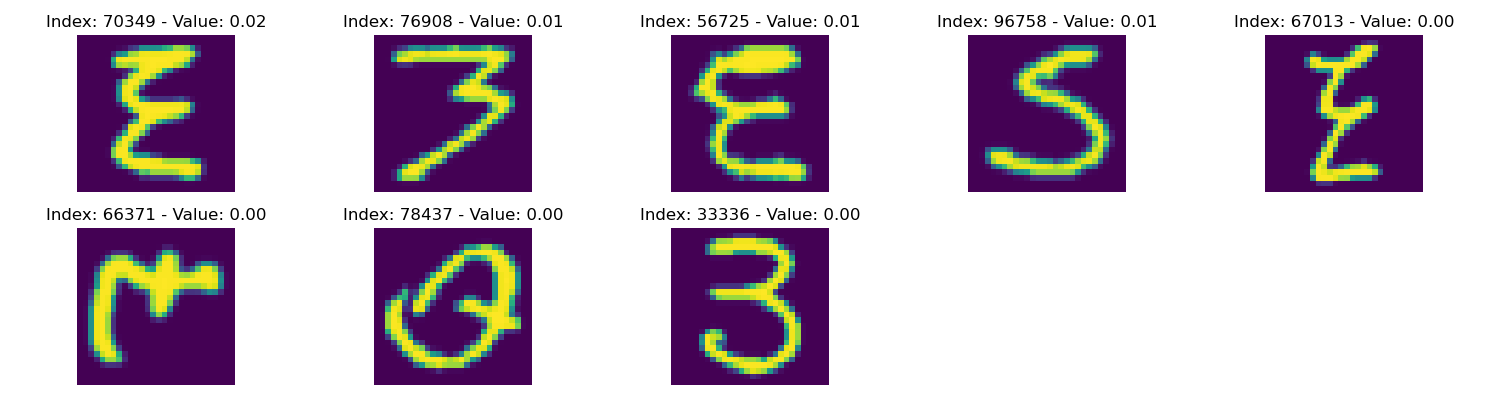 Index: 70349 - Value: 0.02 Index: 76908 - Value: 0.01 Index: 56725 - Value: 0.01 Index: 96758 - Value: 0.01 Index: 67013 - Value: 0.00
Σ 3 E S
Index: 66371 - Value: 0.00 Index: 78437 - Value: 0.00 Index: 33336 - Value: 0.00
Q 3